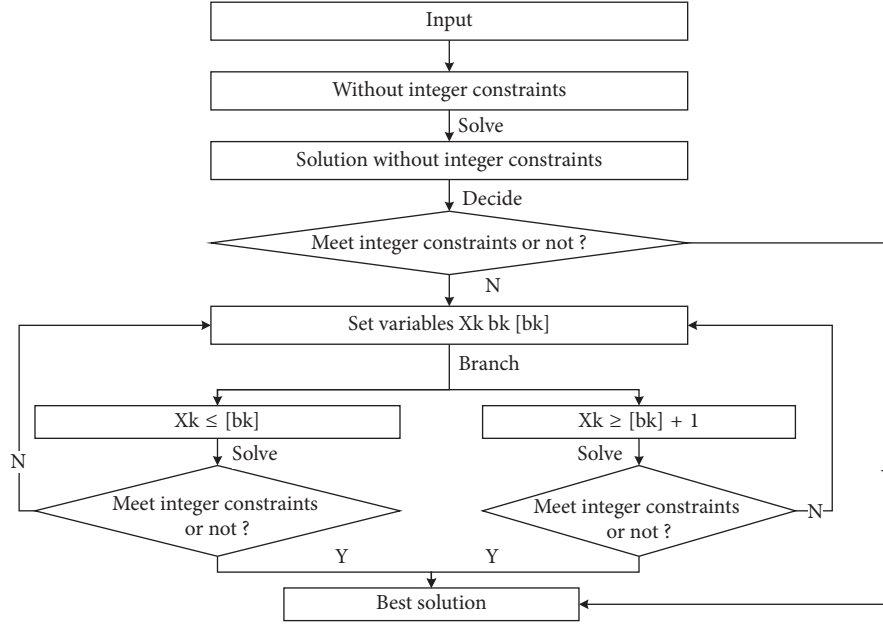 Input
Without integer constraints
Solve
Solution without integer constraints
Decide
Meet integer constraints or not ?
N
Set variables Xk bk [bk]
Branch
Xk ≤ [bk]
Xk ≥ [bk] + 1
Solve
Solve
N
Meet integer constraints
or not ?
Meet integer constraints
or not ?
N
Y
Y
Best solution